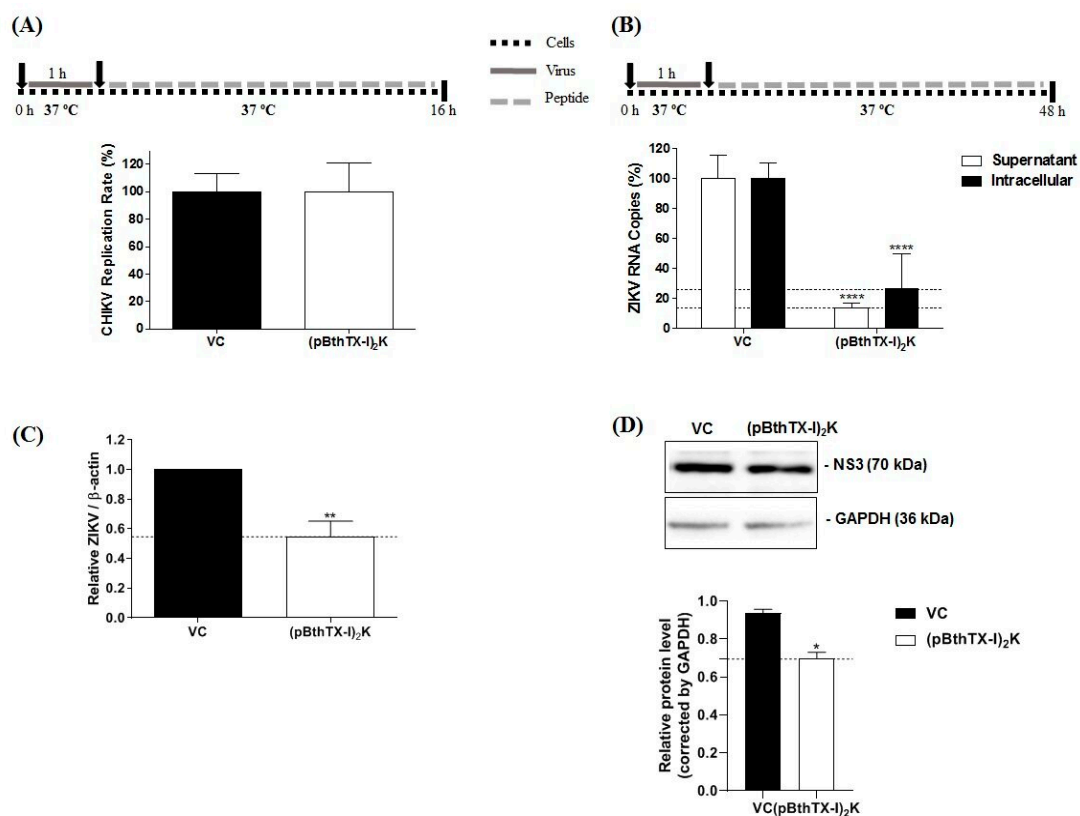 (A)
1 h
0 h 37 ºC 37 ºC 16 h
Cells
Virus
Peptide
CHIKV Replication Rate (%)
120
100
80
60
40
20
0
VC (pBthTX-I)₂K
(B)
1 h
0 h 37 ºC 37 ºC 48 h
ZIKV RNA Copies (%)
120
100
80
60
40
20
0
****
****
VC (pBthTX-I)₂K
Supernatant
Intracellular
(C)
Relative ZIKV / β-actin
1.2
1.0
0.8
0.6
0.4
0.2
0.0
**
VC (pBthTX-I)₂K
(D)
VC (pBthTX-I)₂K
- NS3 (70 kDa)
- GAPDH (36 kDa)
Relative protein level
(corrected by GAPDH)
1.0
0.8
0.6
0.4
0.2
0.0
*
VC(pBthTX-I)₂K
VC
(pBthTX-I)₂K